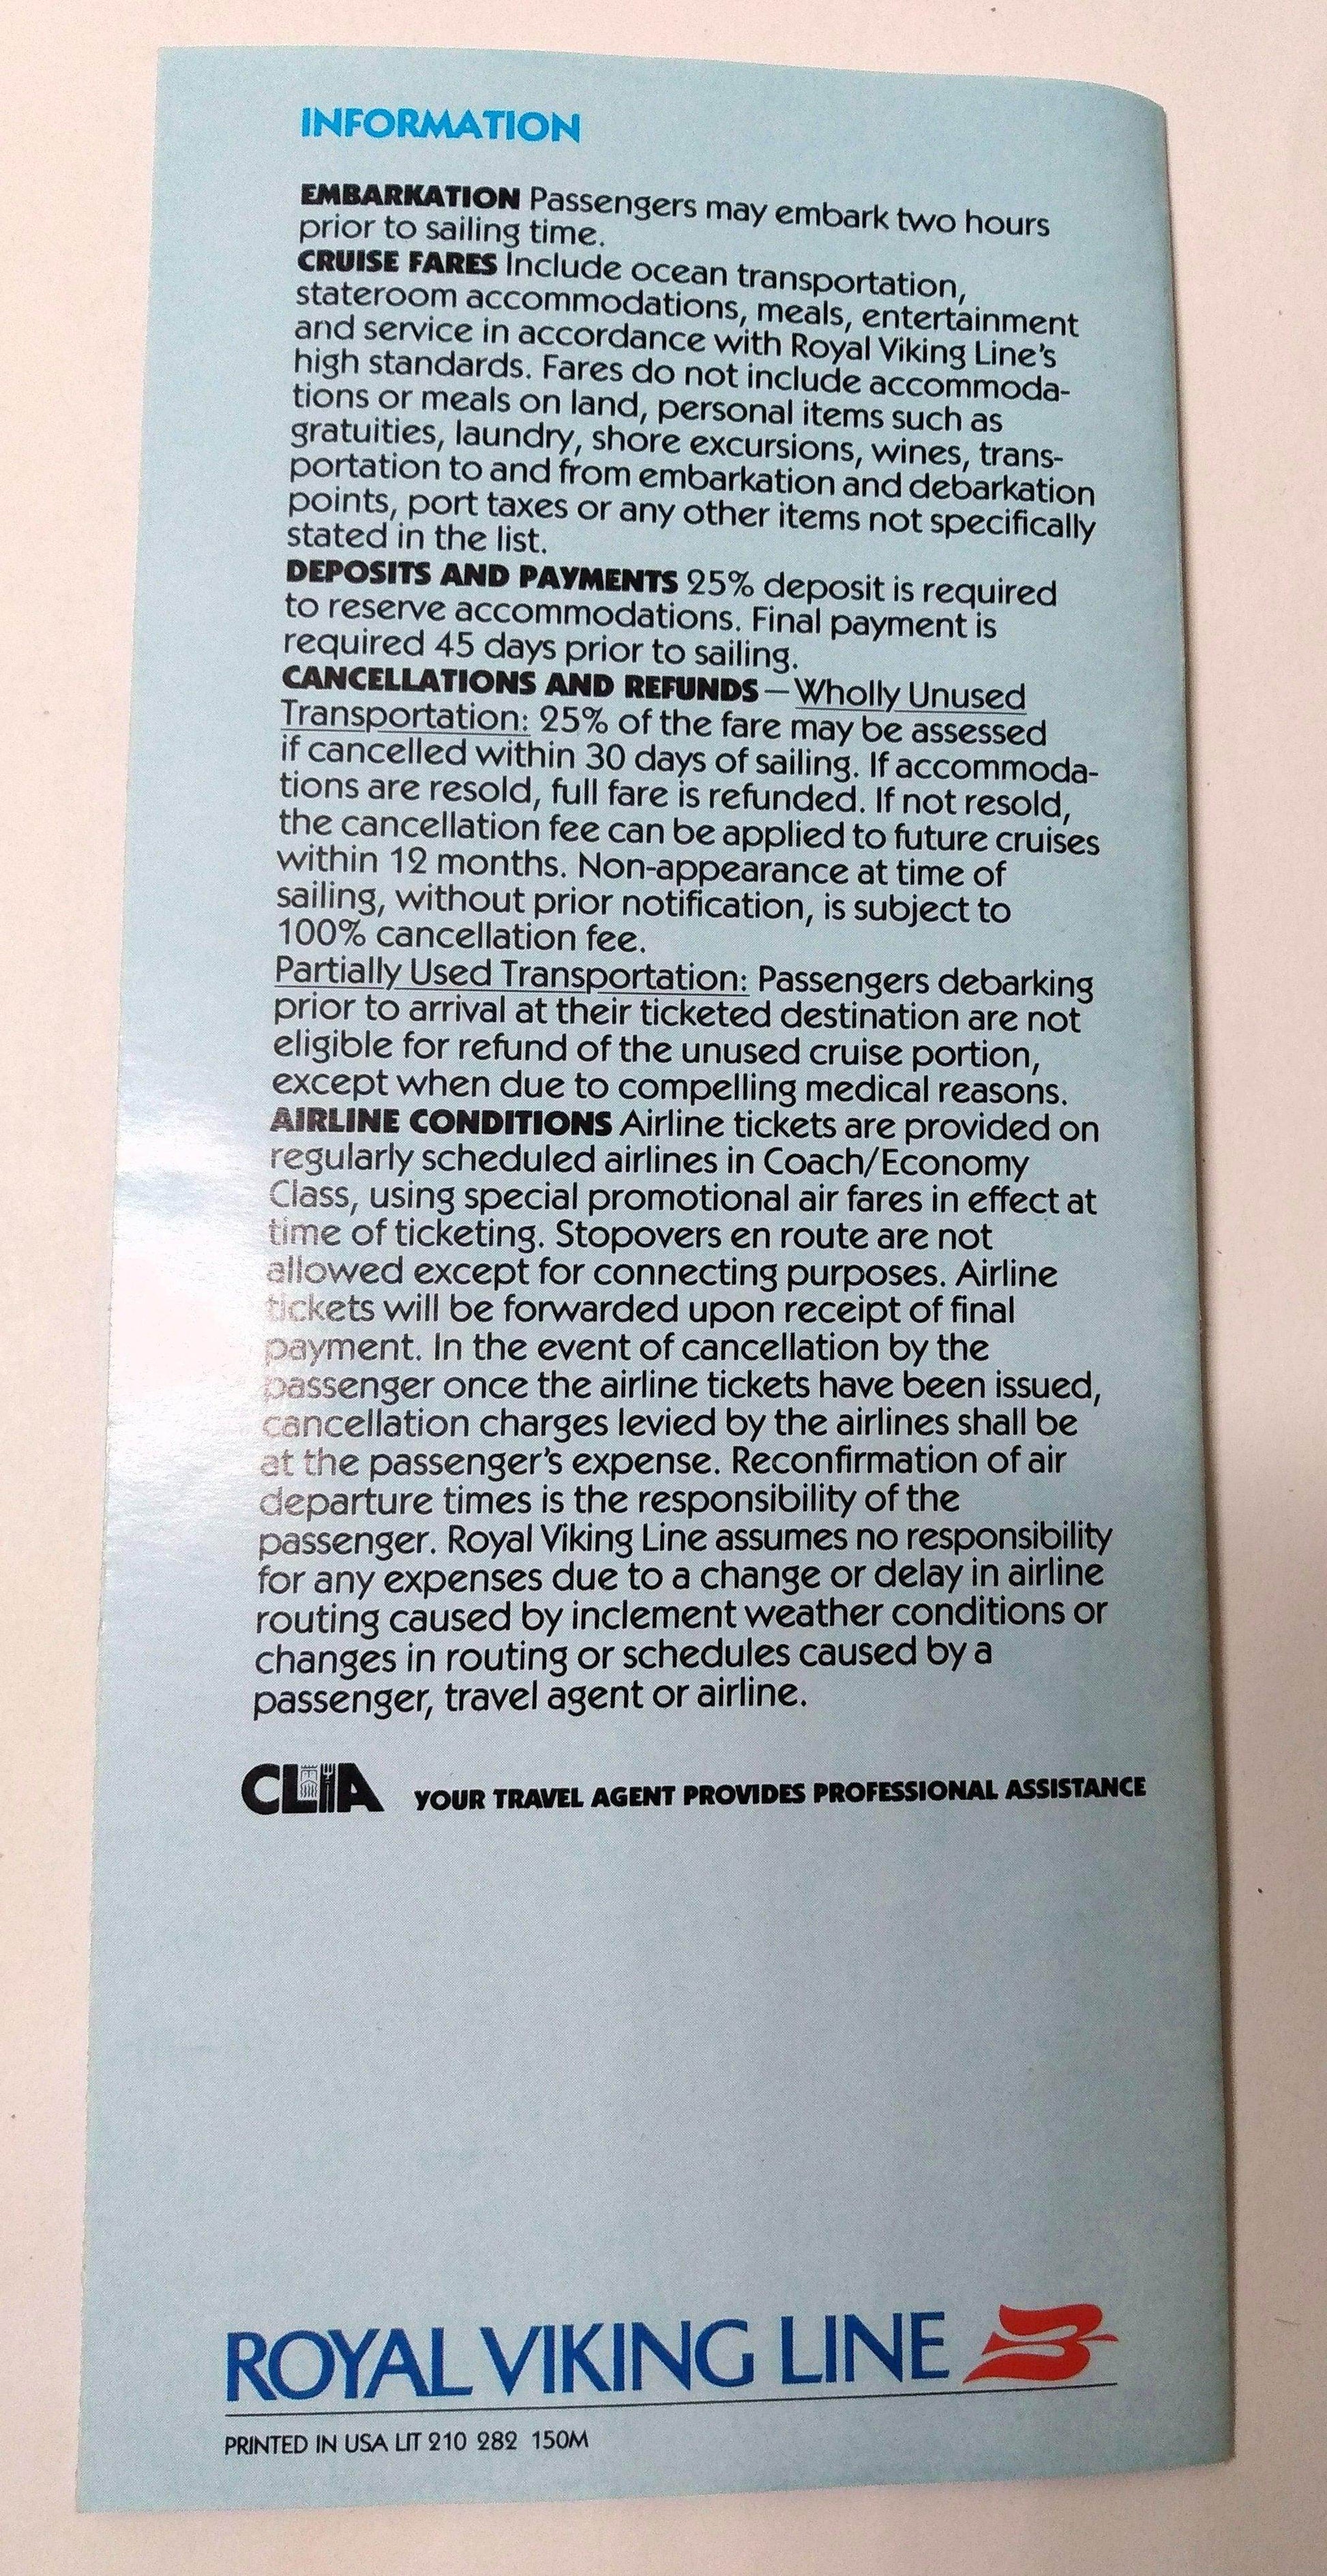 INFORMATION
EMBARKATION Passengers may embark two hours
prior to sailing time.
CRUISE FARES Include ocean transportation,
stateroom accommodations, meals, entertainment
and service in accordance with Royal Viking Line's
high standards. Fares do not include accommoda-
tions or meals on land, personal items such as
gratuities, laundry, shore excursions, wines, trans-
portation to and from embarkation and debarkation
points, port taxes or any other items not specifically
stated in the list.
DEPOSITS AND PAYMENTS 25% deposit is required
to reserve accommodations. Final payment is
required 45 days prior to sailing.
CANCELLATIONS AND REFUNDS — Wholly Unused
Transportation: 25% of the fare may be assessed
if cancelled within 30 days of sailing. If accommoda-
tions are resold, full fare is refunded. If not resold,
the cancellation fee can be applied to future cruises
within 12 months. Non-appearance at time of
sailing, without prior notification, is subject to
100% cancellation fee.
Partially Used Transportation: Passengers debarking
prior to arrival at their ticketed destination are not
eligible for refund of the unused cruise portion,
except when due to compelling medical reasons.
AIRLINE CONDITIONS Airline tickets are provided on
regularly scheduled airlines in Coach/Economy
Class, using special promotional air fares in effect at
time of ticketing. Stopovers en route are not
allowed except for connecting purposes. Airline
tickets will be forwarded upon receipt of final
payment. In the event of cancellation by the
passenger once the airline tickets have been issued,
cancellation charges levied by the airlines shall be
at the passenger's expense. Reconfirmation of air
departure times is the responsibility of the
passenger. Royal Viking Line assumes no responsibility
for any expenses due to a change or delay in airline
routing caused by inclement weather conditions or
changes in routing or schedules caused by a
passenger, travel agent or airline.
CLIA YOUR TRAVEL AGENT PROVIDES PROFESSIONAL ASSISTANCE
ROYAL VIKING LINE
PRINTED IN USA LIT 210 282 150M